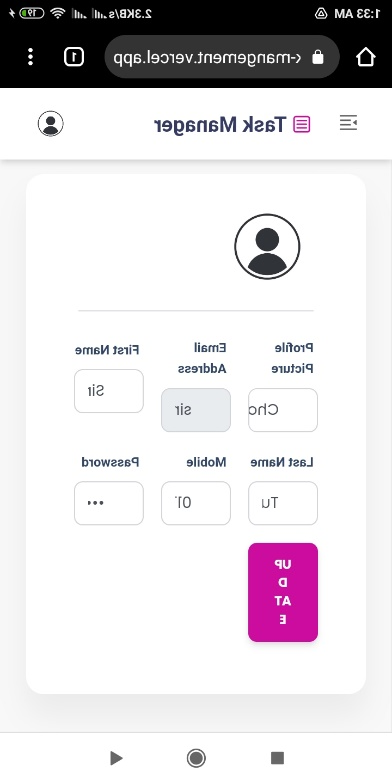 1:33 AM 2.3KB/s 19
x-mangement.vercel.app 1
Task Manager
Profile Picture
Email Address
First Name
Cho
sir
Sir
Last Name
Mobile
Password
Tu
01
•••
UP
D
AT
E